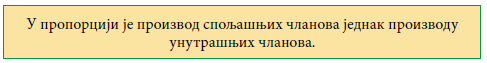 У пропорцији је производ спољашњих чланова једнак производу
унутрашњих чланова.